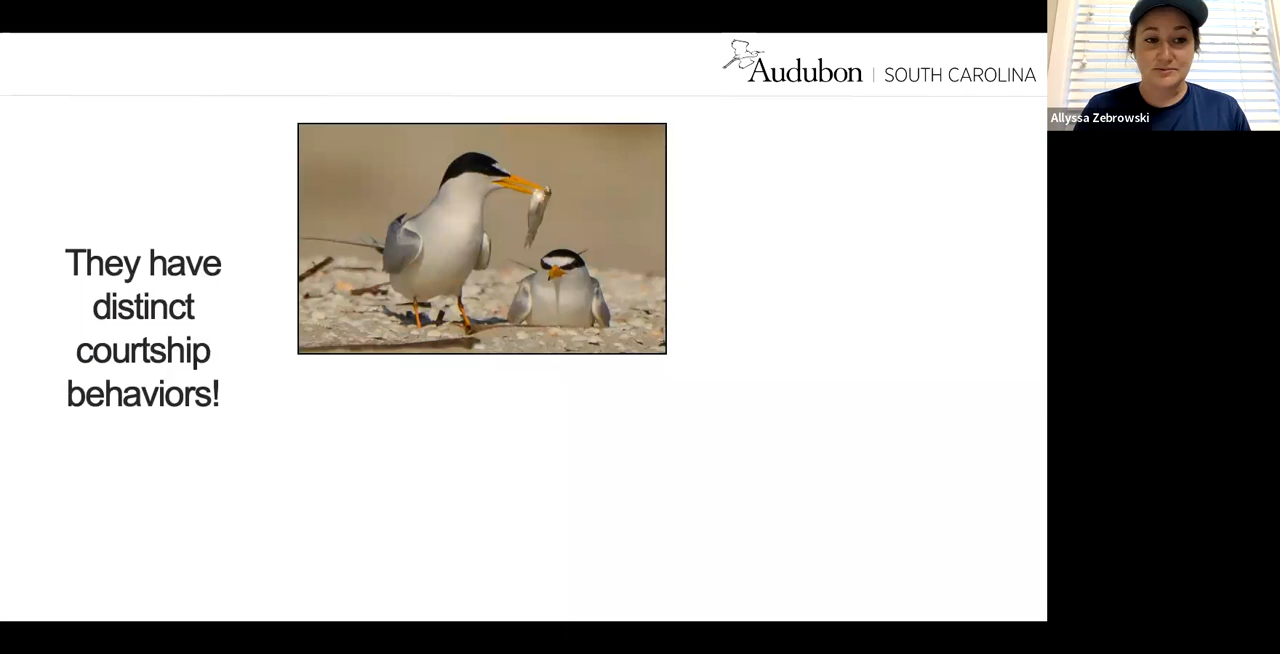 Audubon | SOUTH CAROLINA
Allyssa Zebrowski
They have
distinct
courtship
behaviors!